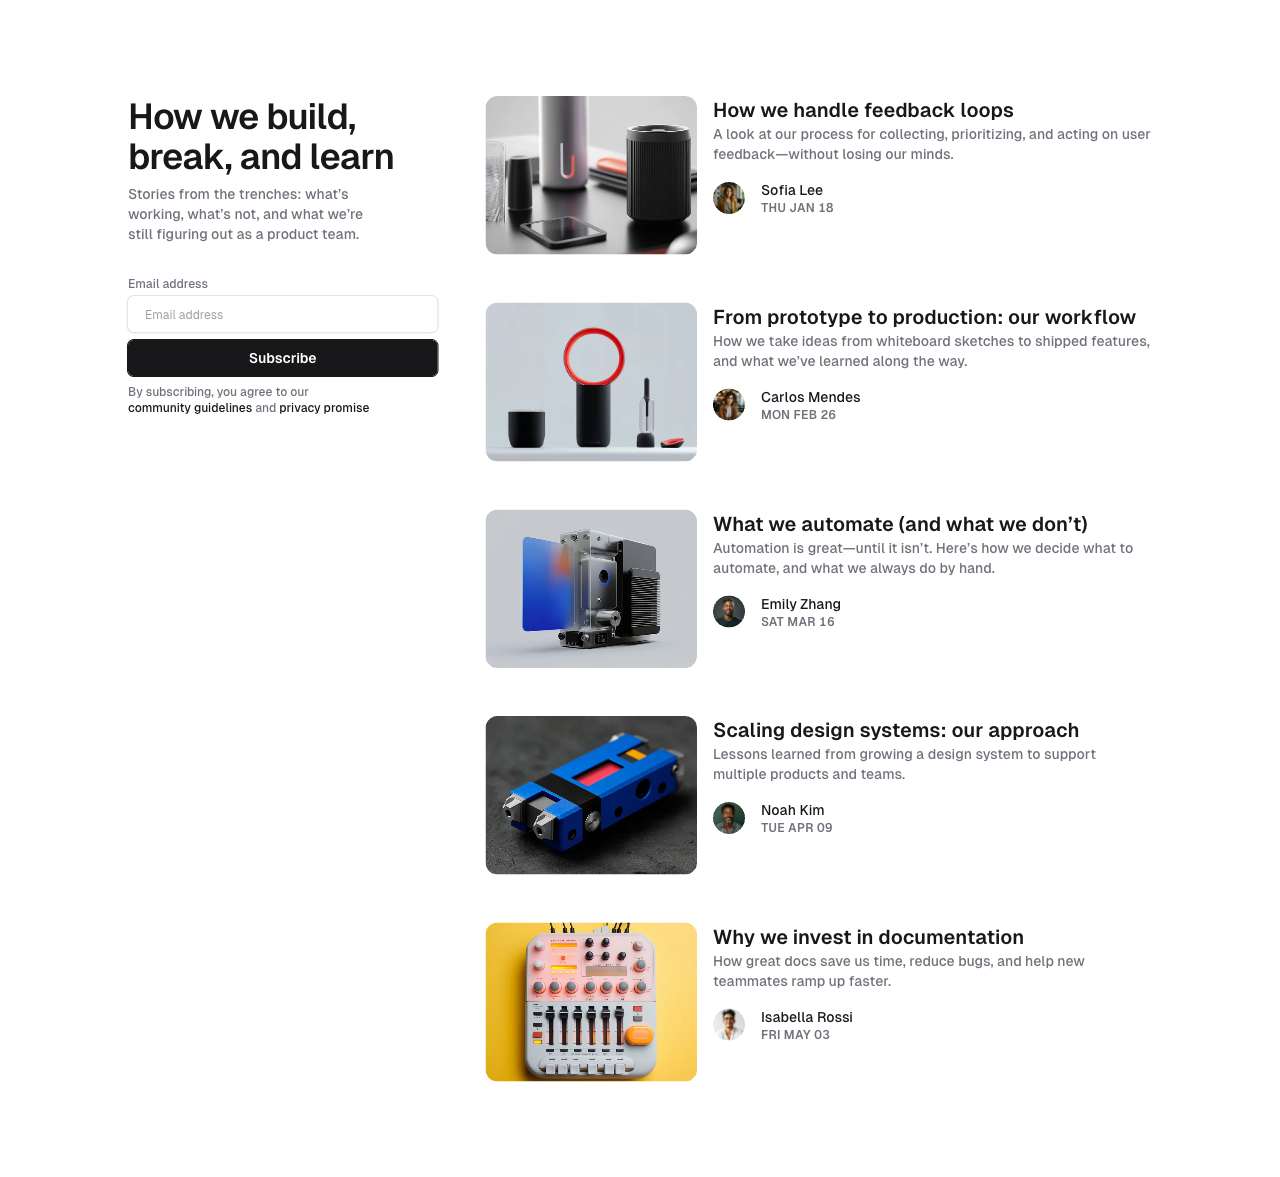 How we build,
break, and learn
Stories from the trenches: what’s
working, what’s not, and what we’re
still figuring out as a product team.
Email address
Email address
Subscribe
By subscribing, you agree to our
community guidelines and privacy promise
How we handle feedback loops
A look at our process for collecting, prioritizing, and acting on user
feedback—without losing our minds.
Sofia Lee
THU JAN 18
From prototype to production: our workflow
How we take ideas from whiteboard sketches to shipped features,
and what we’ve learned along the way.
Carlos Mendes
MON FEB 26
What we automate (and what we don’t)
Automation is great—until it isn’t. Here’s how we decide what to
automate, and what we always do by hand.
Emily Zhang
SAT MAR 16
Scaling design systems: our approach
Lessons learned from growing a design system to support
multiple products and teams.
Noah Kim
TUE APR 09
Why we invest in documentation
How great docs save us time, reduce bugs, and help new
teammates ramp up faster.
Isabella Rossi
FRI MAY 03